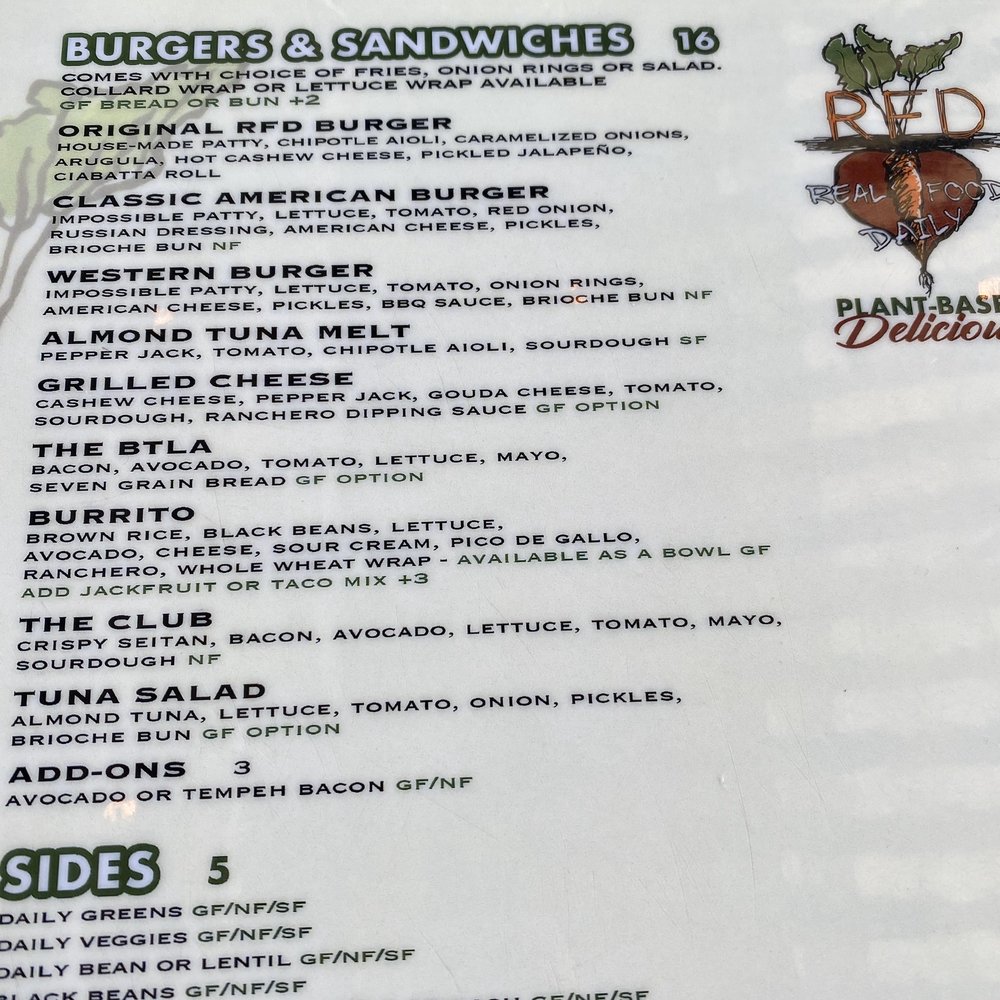 BURGERS & SANDWICHES 16
COMES WITH CHOICE OF FRIES, ONION RINGS OR SALAD.
COLLARD WRAP OR LETTUCE WRAP AVAILABLE
GF BREAD OR BUN +2
ORIGINAL RFD BURGER
HOUSE-MADE PATTY, CHIPOTLE AIOLI, CARAMELIZED ONIONS,
ARUGULA, HOT CASHEW CHEESE, PICKLED JALAPEÑO,
CIABATTA ROLL
CLASSIC AMERICAN BURGER
IMPOSSIBLE PATTY, LETTUCE, TOMATO, RED ONION,
RUSSIAN DRESSING, AMERICAN CHEESE, PICKLES,
BRIOCHE BUN NF
WESTERN BURGER
IMPOSSIBLE PATTY, LETTUCE, TOMATO, ONION RINGS,
AMERICAN CHEESE, PICKLES, BBQ SAUCE, BRIOCHE BUN NF
ALMOND TUNA MELT
PEPPER JACK, TOMATO, CHIPOTLE AIOLI, SOURDOUGH SF
GRILLED CHEESE
CASHEW CHEESE, PEPPER JACK, GOUDA CHEESE, TOMATO,
SOURDOUGH, RANCHERO DIPPING SAUCE GF OPTION
THE BTLA
BACON, AVOCADO, TOMATO, LETTUCE, MAYO,
SEVEN GRAIN BREAD GF OPTION
BURRITO
BROWN RICE, BLACK BEANS, LETTUCE,
AVOCADO, CHEESE, SOUR CREAM, PICO DE GALLO,
RANCHERO, WHOLE WHEAT WRAP - AVAILABLE AS A BOWL GF
ADD JACKFRUIT OR TACO MIX +3
THE CLUB
CRISPY SEITAN, BACON, AVOCADO, LETTUCE, TOMATO, MAYO,
SOURDOUGH NF
TUNA SALAD
ALMOND TUNA, LETTUCE, TOMATO, ONION, PICKLES,
BRIOCHE BUN GF OPTION
ADD-ONS 3
AVOCADO OR TEMPEH BACON GF/NF
SIDES 5
DAILY GREENS GF/NF/SF
DAILY VEGGIES GF/NF/SF
DAILY BEAN OR LENTIL GF/NF/SF
BLACK BEANS GF/NF/SF
GF/NF/SF
RFD
REAL FOOD
DAILY
PLANT-BASE
Deliciou